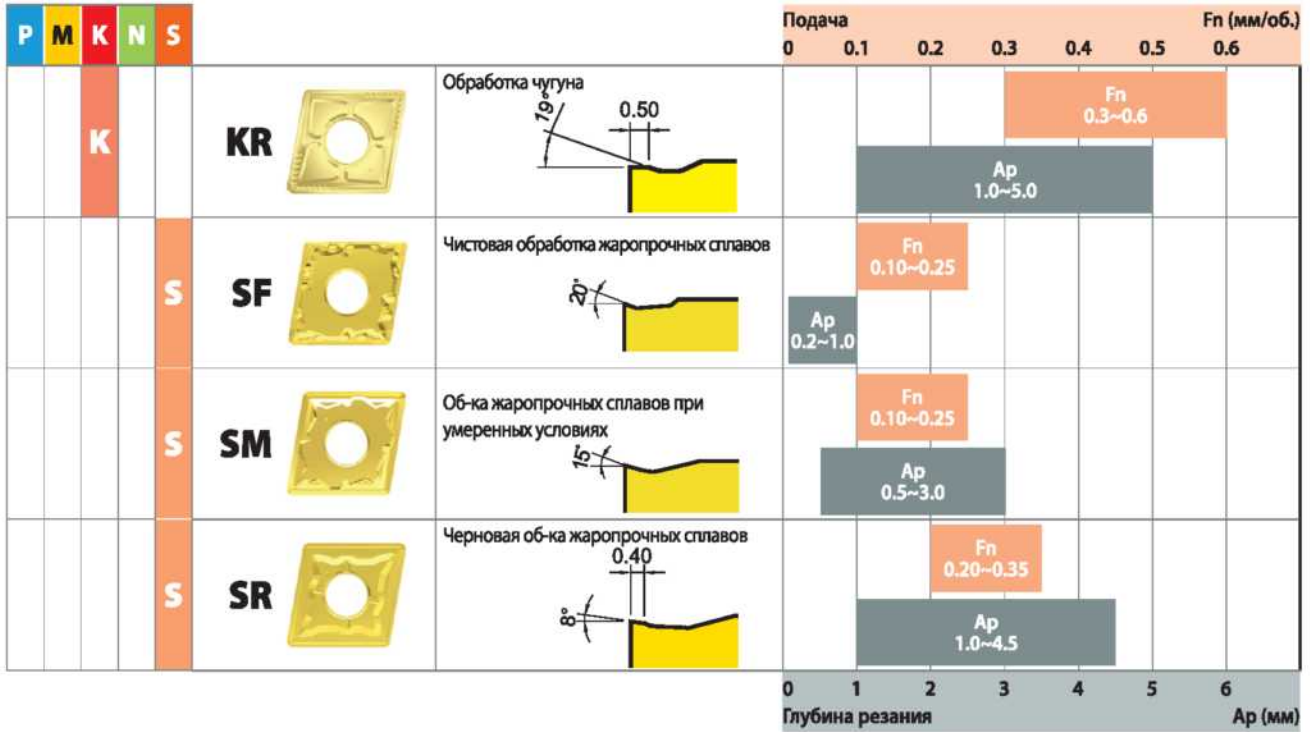 P M K N S
Подача Fn (мм/об.)
0 0.1 0.2 0.3 0.4 0.5 0.6
K
KR
Обработка чугуна
19°
0.50
Fn
0.3~0.6
Ap
1.0~5.0
S
SF
Чистовая обработка жаропрочных сплавов
20°
Fn
0.10~0.25
Ap
0.2~1.0
S
SM
Об-ка жаропрочных сплавов при
умеренных условиях
15°
Fn
0.10~0.25
Ap
0.5~3.0
S
SR
Черновая об-ка жаропрочных сплавов
0.40
8°
Fn
0.20~0.35
Ap
1.0~4.5
0 1 2 3 4 5 6
Глубина резания Ap (мм)